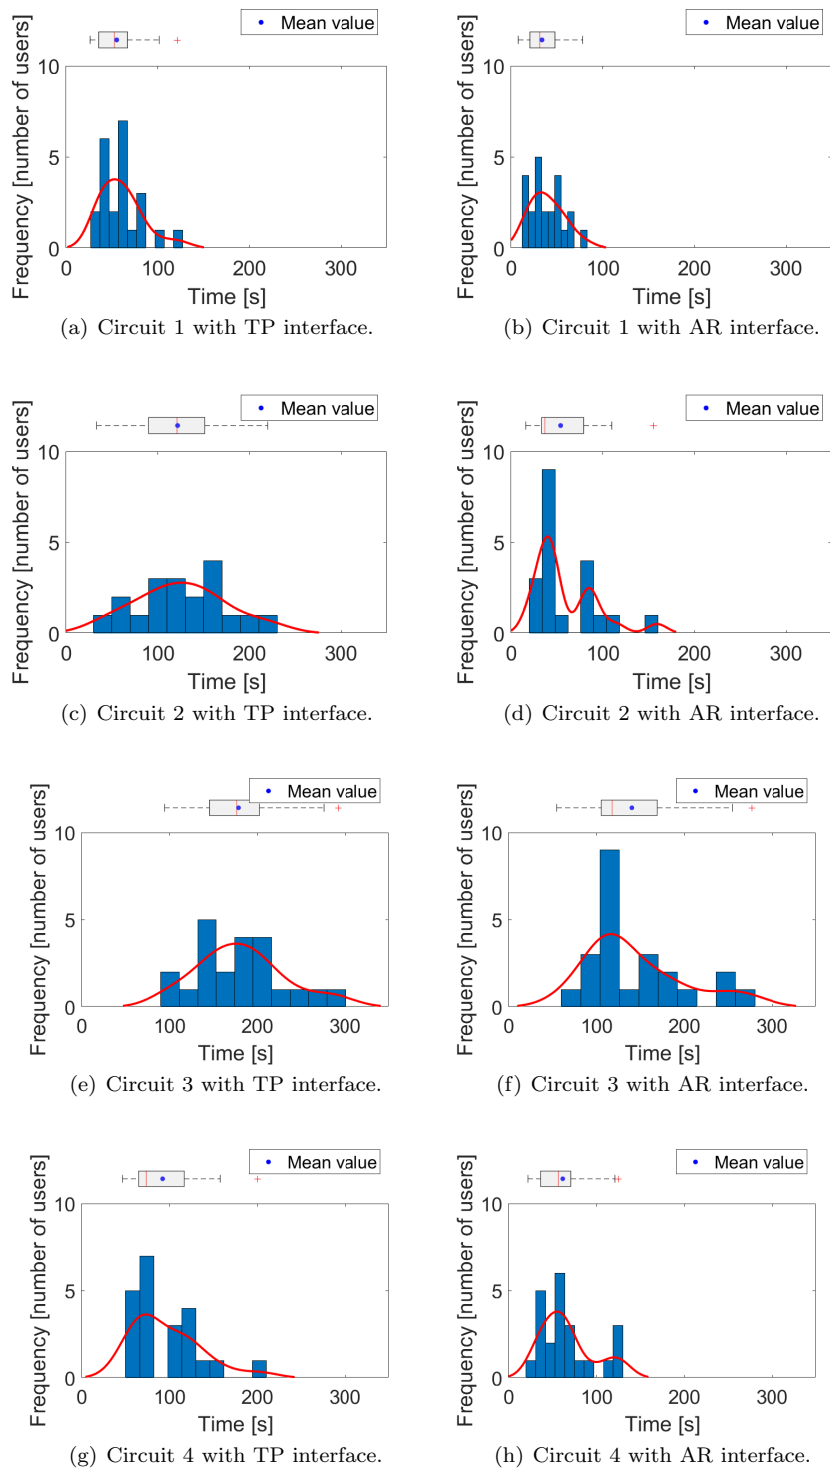 Mean value
Mean value
Frequency [number of users]
10
5
0
0 100 200 300
Time [s]
Frequency [number of users]
10
5
0
0 100 200 300
Time [s]
(a) Circuit 1 with TP interface.
(b) Circuit 1 with AR interface.
Mean value
Mean value
Frequency [number of users]
10
5
0
0 100 200 300
Time [s]
Frequency [number of users]
10
5
0
0 100 200 300
Time [s]
(c) Circuit 2 with TP interface.
(d) Circuit 2 with AR interface.
Mean value
Mean value
Frequency [number of users]
10
5
0
0 100 200 300
Time [s]
Frequency [number of users]
10
5
0
0 100 200 300
Time [s]
(e) Circuit 3 with TP interface.
(f) Circuit 3 with AR interface.
Mean value
Mean value
Frequency [number of users]
10
5
0
0 100 200 300
Time [s]
Frequency [number of users]
10
5
0
0 100 200 300
Time [s]
(g) Circuit 4 with TP interface.
(h) Circuit 4 with AR interface.